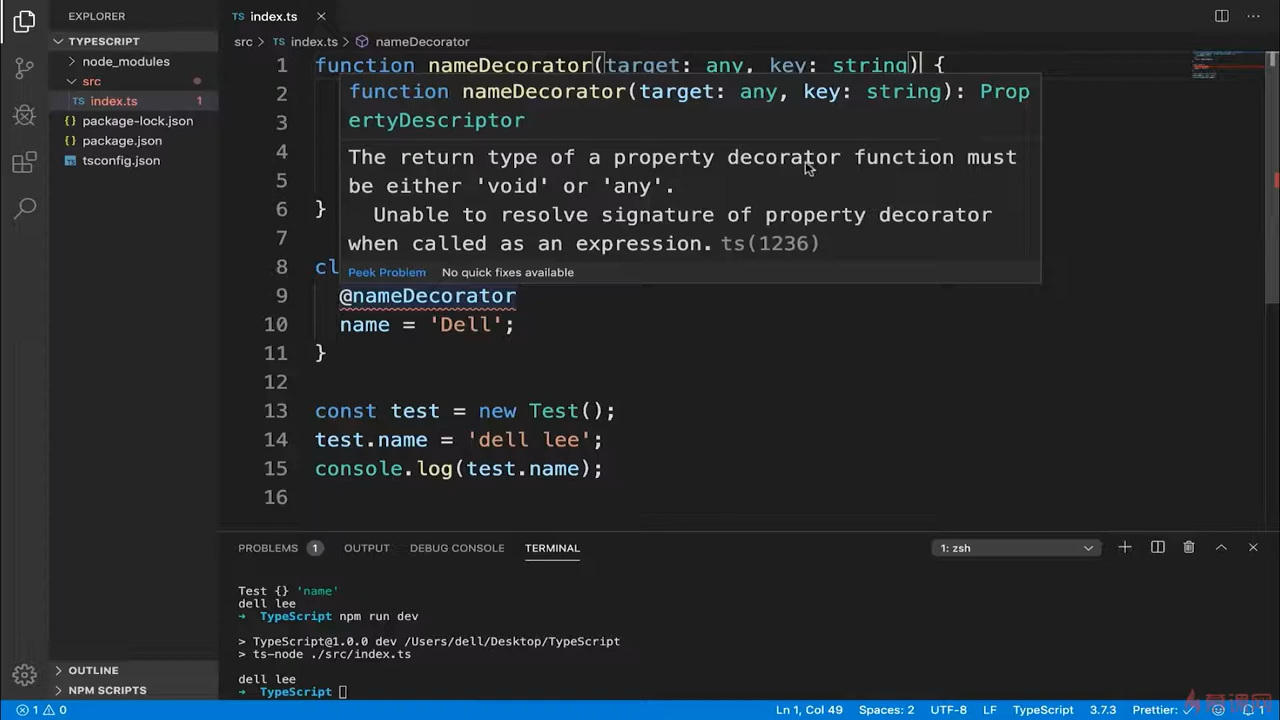 EXPLORER
TS index.ts
TYPESCRIPT
src > TS index.ts > nameDecorator
node_modules
src
TS index.ts 1
{} package-lock.json
{} package.json
tsconfig.json
1 function nameDecorator(target: any, key: string) {
2
3
4
5
6 }
7
8 cl
function nameDecorator(target: any, key: string): Prop
ertyDescriptor
The return type of a property decorator function must
be either 'void' or 'any'.
Unable to resolve signature of property decorator
when called as an expression. ts(1236)
Peek Problem No quick fixes available
9 @nameDecorator
10 name = 'Dell';
11 }
12
13 const test = new Test();
14 test.name = 'dell lee';
15 console.log(test.name);
16
PROBLEMS 1 OUTPUT DEBUG CONSOLE TERMINAL 1: zsh
Test {} 'name'
dell lee
→ TypeScript npm run dev
> TypeScript@1.0.0 dev /Users/dell/Desktop/TypeScript
> ts-node ./src/index.ts
dell lee
→ TypeScript
OUTLINE
NPM SCRIPTS
1 0 Ln 1, Col 49 Spaces: 2 UTF-8 LF TypeScript 3.7.3 Prettier: ✓ 1
慕课网